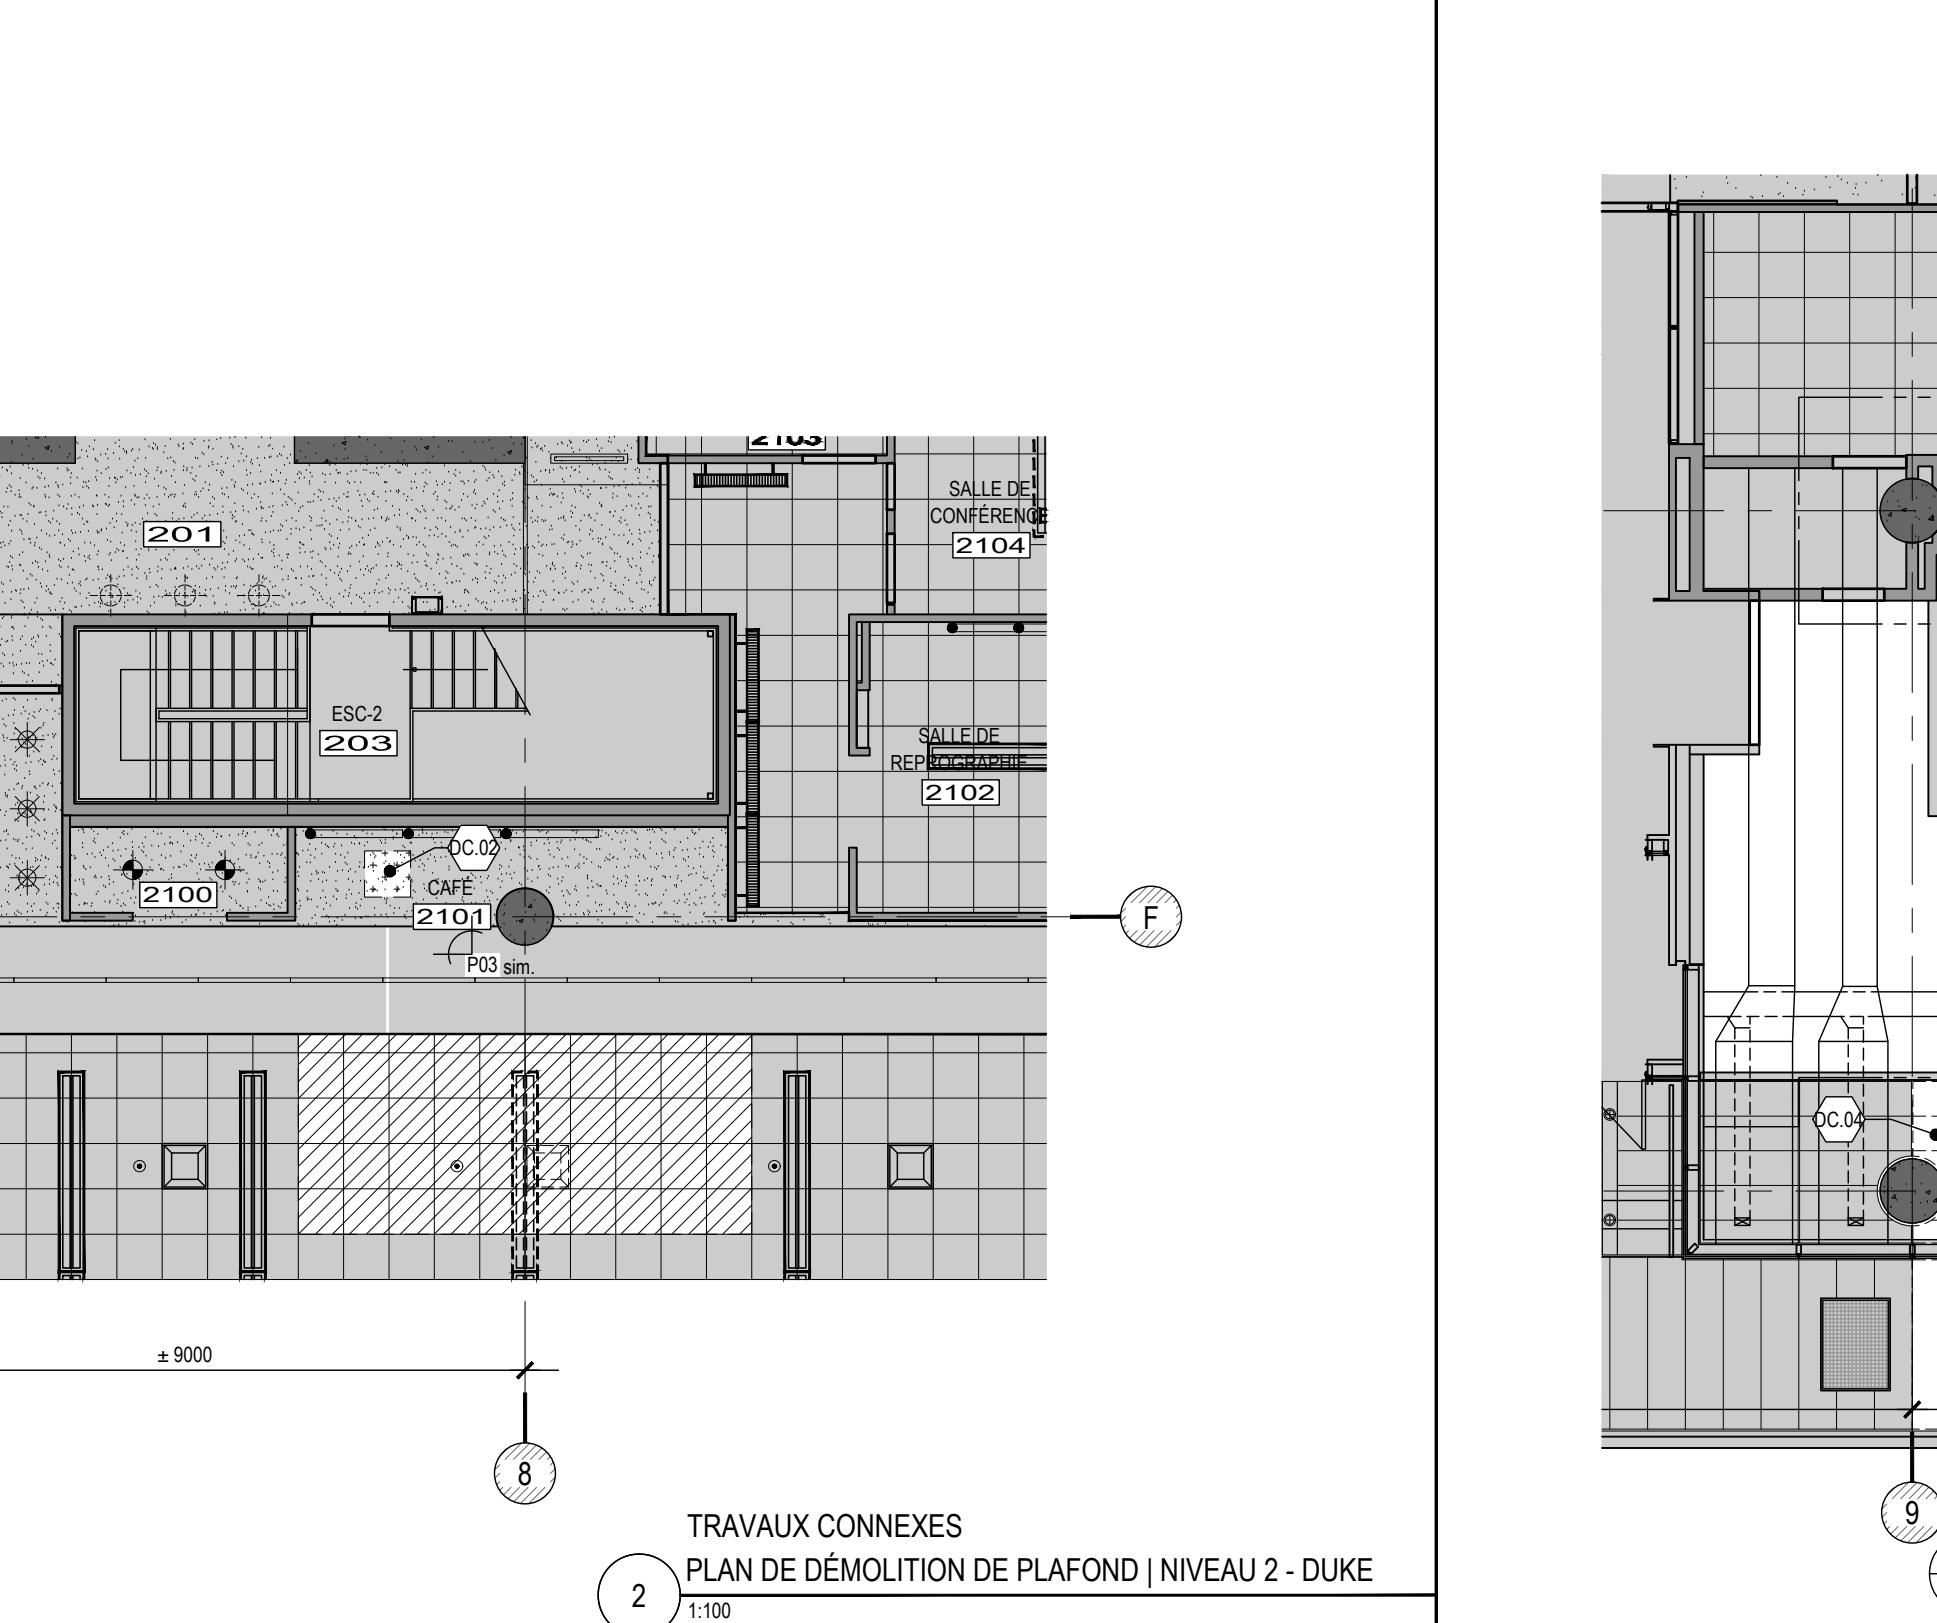 2103
SALLE DE
CONFÉRENCE
2104
201
ESC-2
203
SALLE DE
REPROGRAPHIE
2102
DC.02
CAFÉ
2100
2101
F
P03 sim.
DC.04
± 9000
8
9
TRAVAUX CONNEXES
PLAN DE DÉMOLITION DE PLAFOND | NIVEAU 2 - DUKE
2
1:100